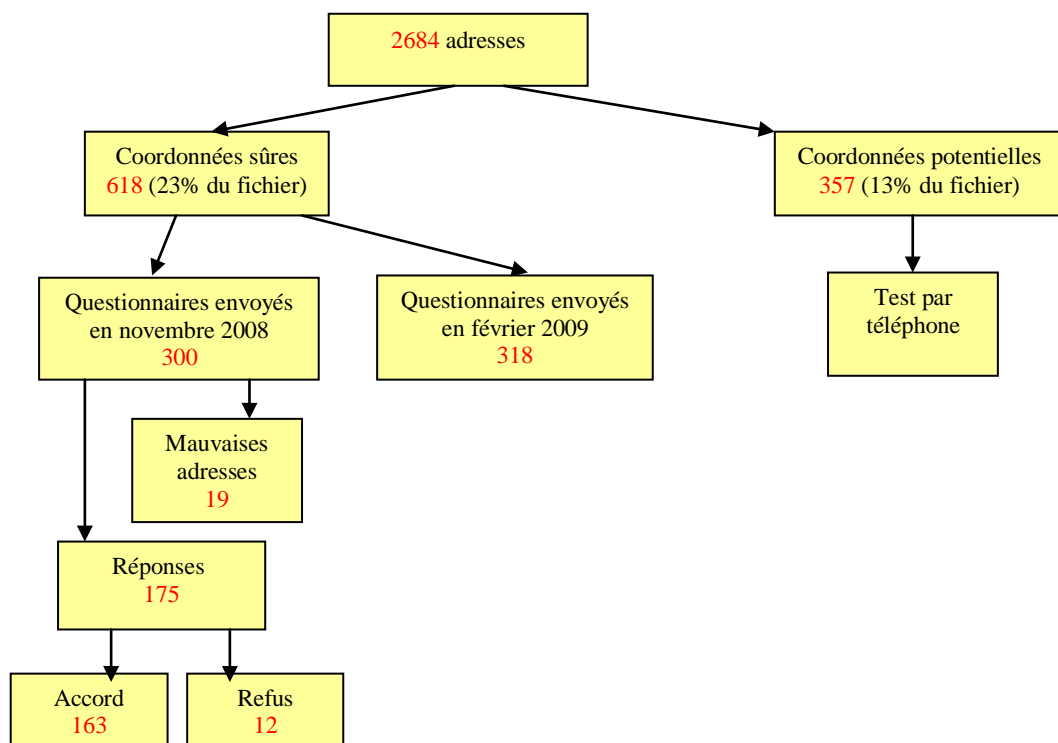 2684 adresses
Coordonnées sûres
618 (23% du fichier)
Coordonnées potentielles
357 (13% du fichier)
Questionnaires envoyés
en novembre 2008
300
Questionnaires envoyés
en février 2009
318
Test par
téléphone
Mauvaises
adresses
19
Réponses
175
Accord
163
Refus
12